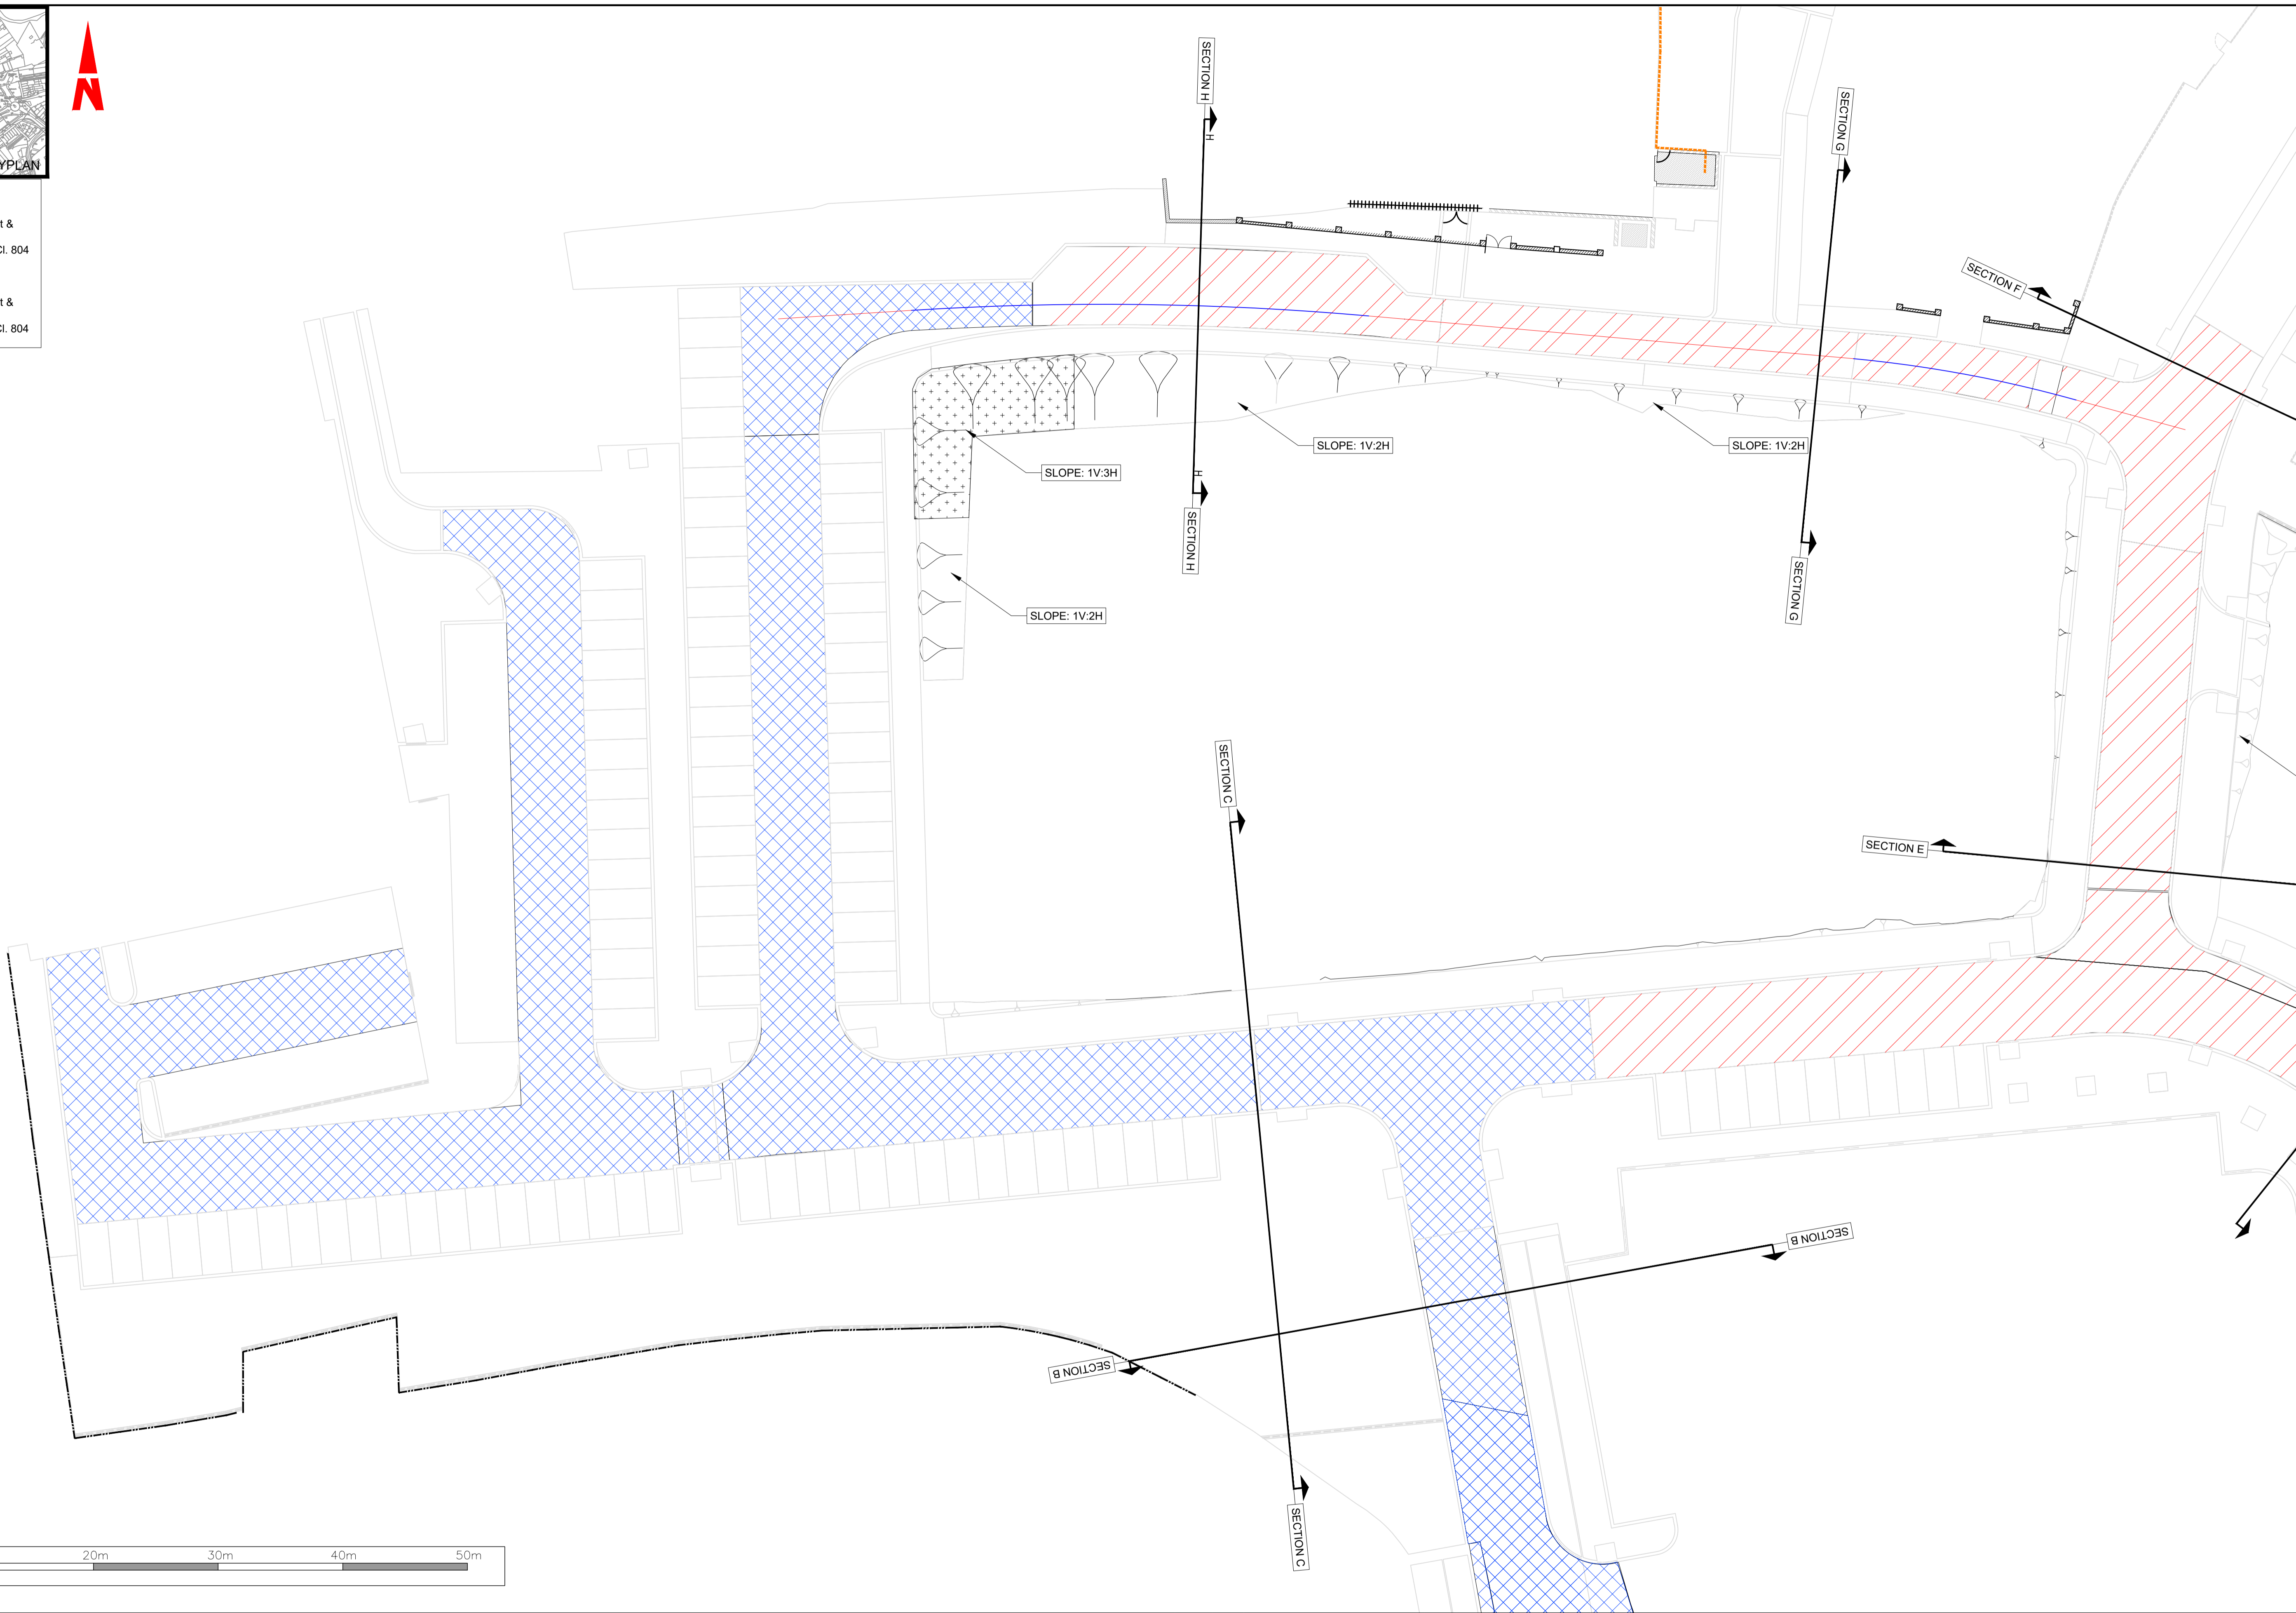 YPLAN
t &
Cl. 804
t &
Cl. 804
N
SECTION H
H
H
SECTION H
SECTION G
SECTION G
SECTION F
SLOPE: 1V:3H
SLOPE: 1V:2H
SLOPE: 1V:2H
SLOPE: 1V:2H
SECTION C
SECTION E
SECTION B
SECTION B
SECTION C
20m
30m
40m
50m